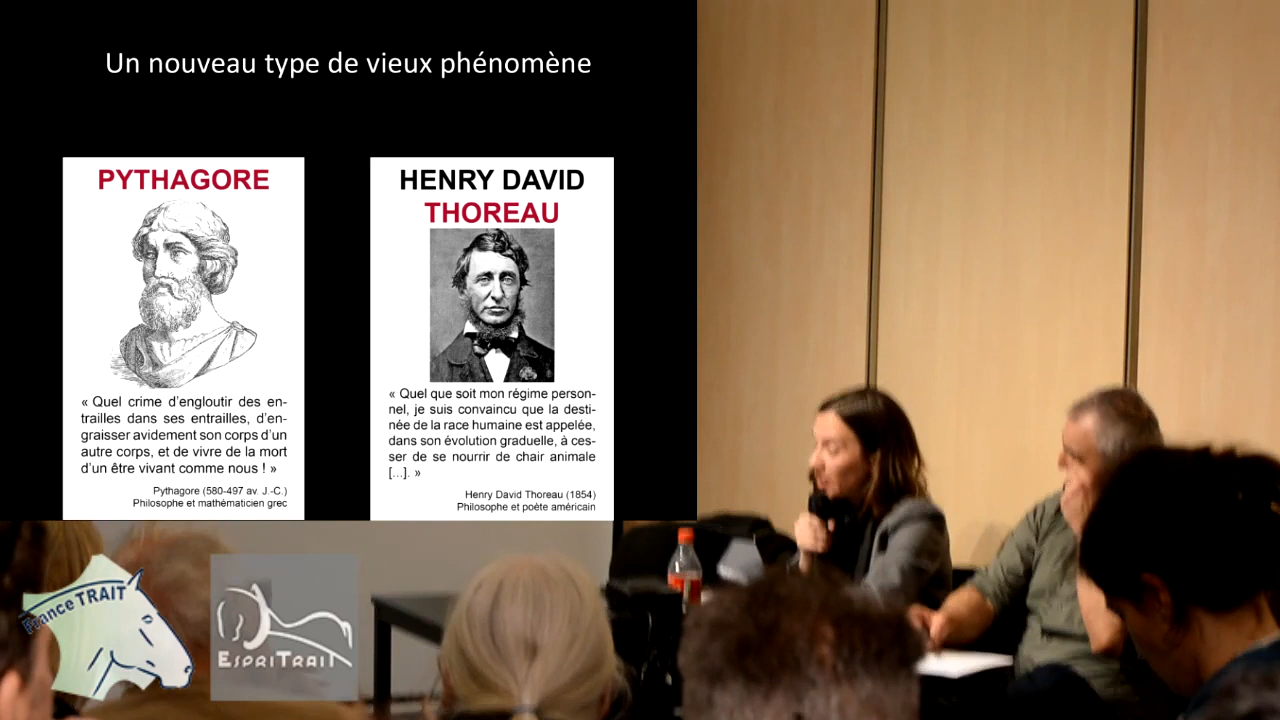 Un nouveau type de vieux phénomène
PYTHAGORE
« Quel crime d'engloutir des en-
trailles dans ses entrailles, d'en-
graisser avidement son corps d'un
autre corps, et de vivre de la mort
d'un être vivant comme nous ! »
Pythagore (580-497 av. J.-C.)
Philosophe et mathématicien grec
HENRY DAVID
THOREAU
« Quel que soit mon régime person-
nel, je suis convaincu que la desti-
née de la race humaine est appelée,
dans son évolution graduelle, à ces-
ser de se nourrir de chair animale
[...]. »
Henry David Thoreau (1854)
Philosophe et poète américain
France TRAIT
ESPRITRAIT